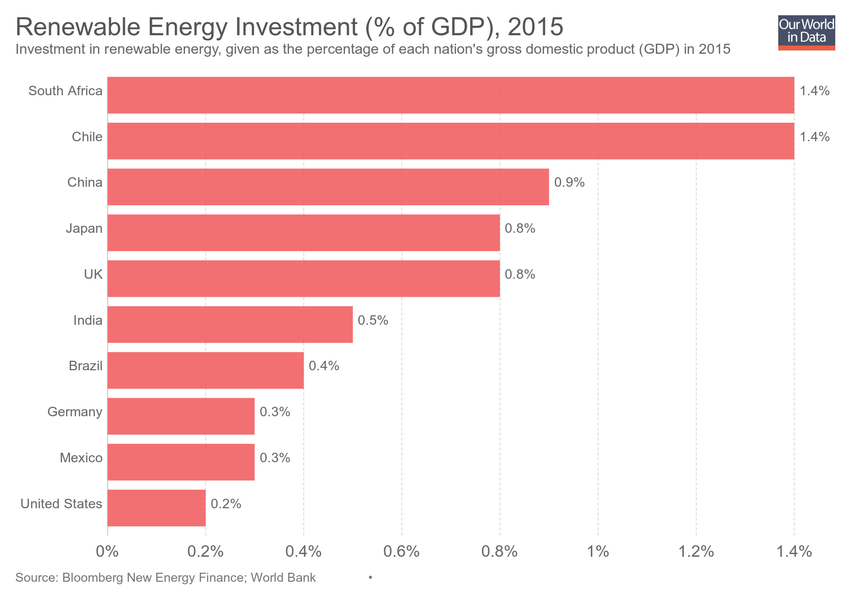 Renewable Energy Investment (% of GDP), 2015
Investment in renewable energy, given as the percentage of each nation's gross domestic product (GDP) in 2015
Our World
in Data
South Africa 1.4%
Chile 1.4%
China 0.9%
Japan 0.8%
UK 0.8%
India 0.5%
Brazil 0.4%
Germany 0.3%
Mexico 0.3%
United States 0.2%
0% 0.2% 0.4% 0.6% 0.8% 1% 1.2% 1.4%
Source: Bloomberg New Energy Finance; World Bank •